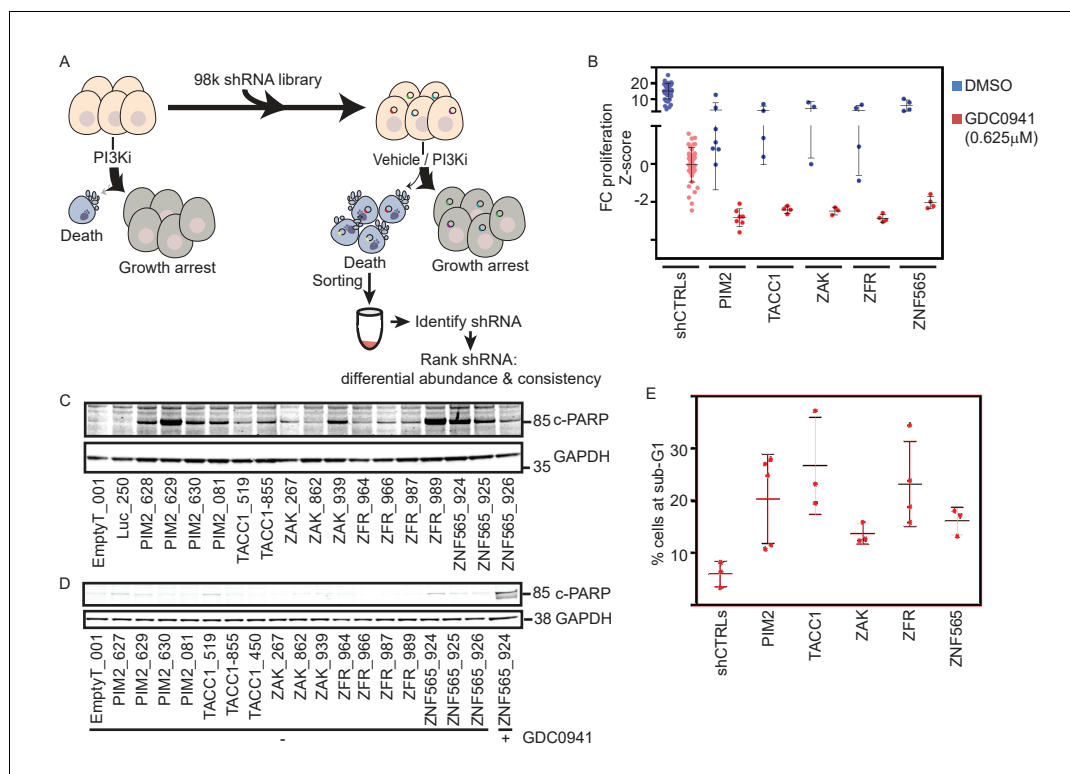 A
98k shRNA library
PI3Ki
Death
Growth arrest
Vehicle / PI3Ki
Death
Growth arrest
Sorting
Identify shRNA
Rank shRNA:
differential abundance & consistency
B
FC proliferation
Z-score
20
10
0
−2
DMSO
GDC0941
(0.625µM)
shCTRLs
PIM2
TACC1
ZAK
ZFR
ZNF565
C
85 c-PARP
GAPDH
35
EmptyT_001
Luc_250
PIM2_628
PIM2_629
PIM2_630
PIM2_081
TACC1_519
TACC1-855
ZAK_267
ZAK_862
ZAK_939
ZFR_964
ZFR_966
ZFR_987
ZFR_989
ZNF565_924
ZNF565_925
ZNF565_926
D
85 c-PARP
38 GAPDH
EmptyT_001
PIM2_627
PIM2_629
PIM2_630
PIM2_081
TACC1_519
TACC1-855
TACC1_450
ZAK_267
ZAK_862
ZAK_939
ZFR_964
ZFR_966
ZFR_987
ZFR_989
ZNF565_924
ZNF565_925
ZNF565_926
ZNF565_924
- + GDC0941
E
% cells at sub-G1
30
20
10
shCTRLs
PIM2
TACC1
ZAK
ZFR
ZNF565